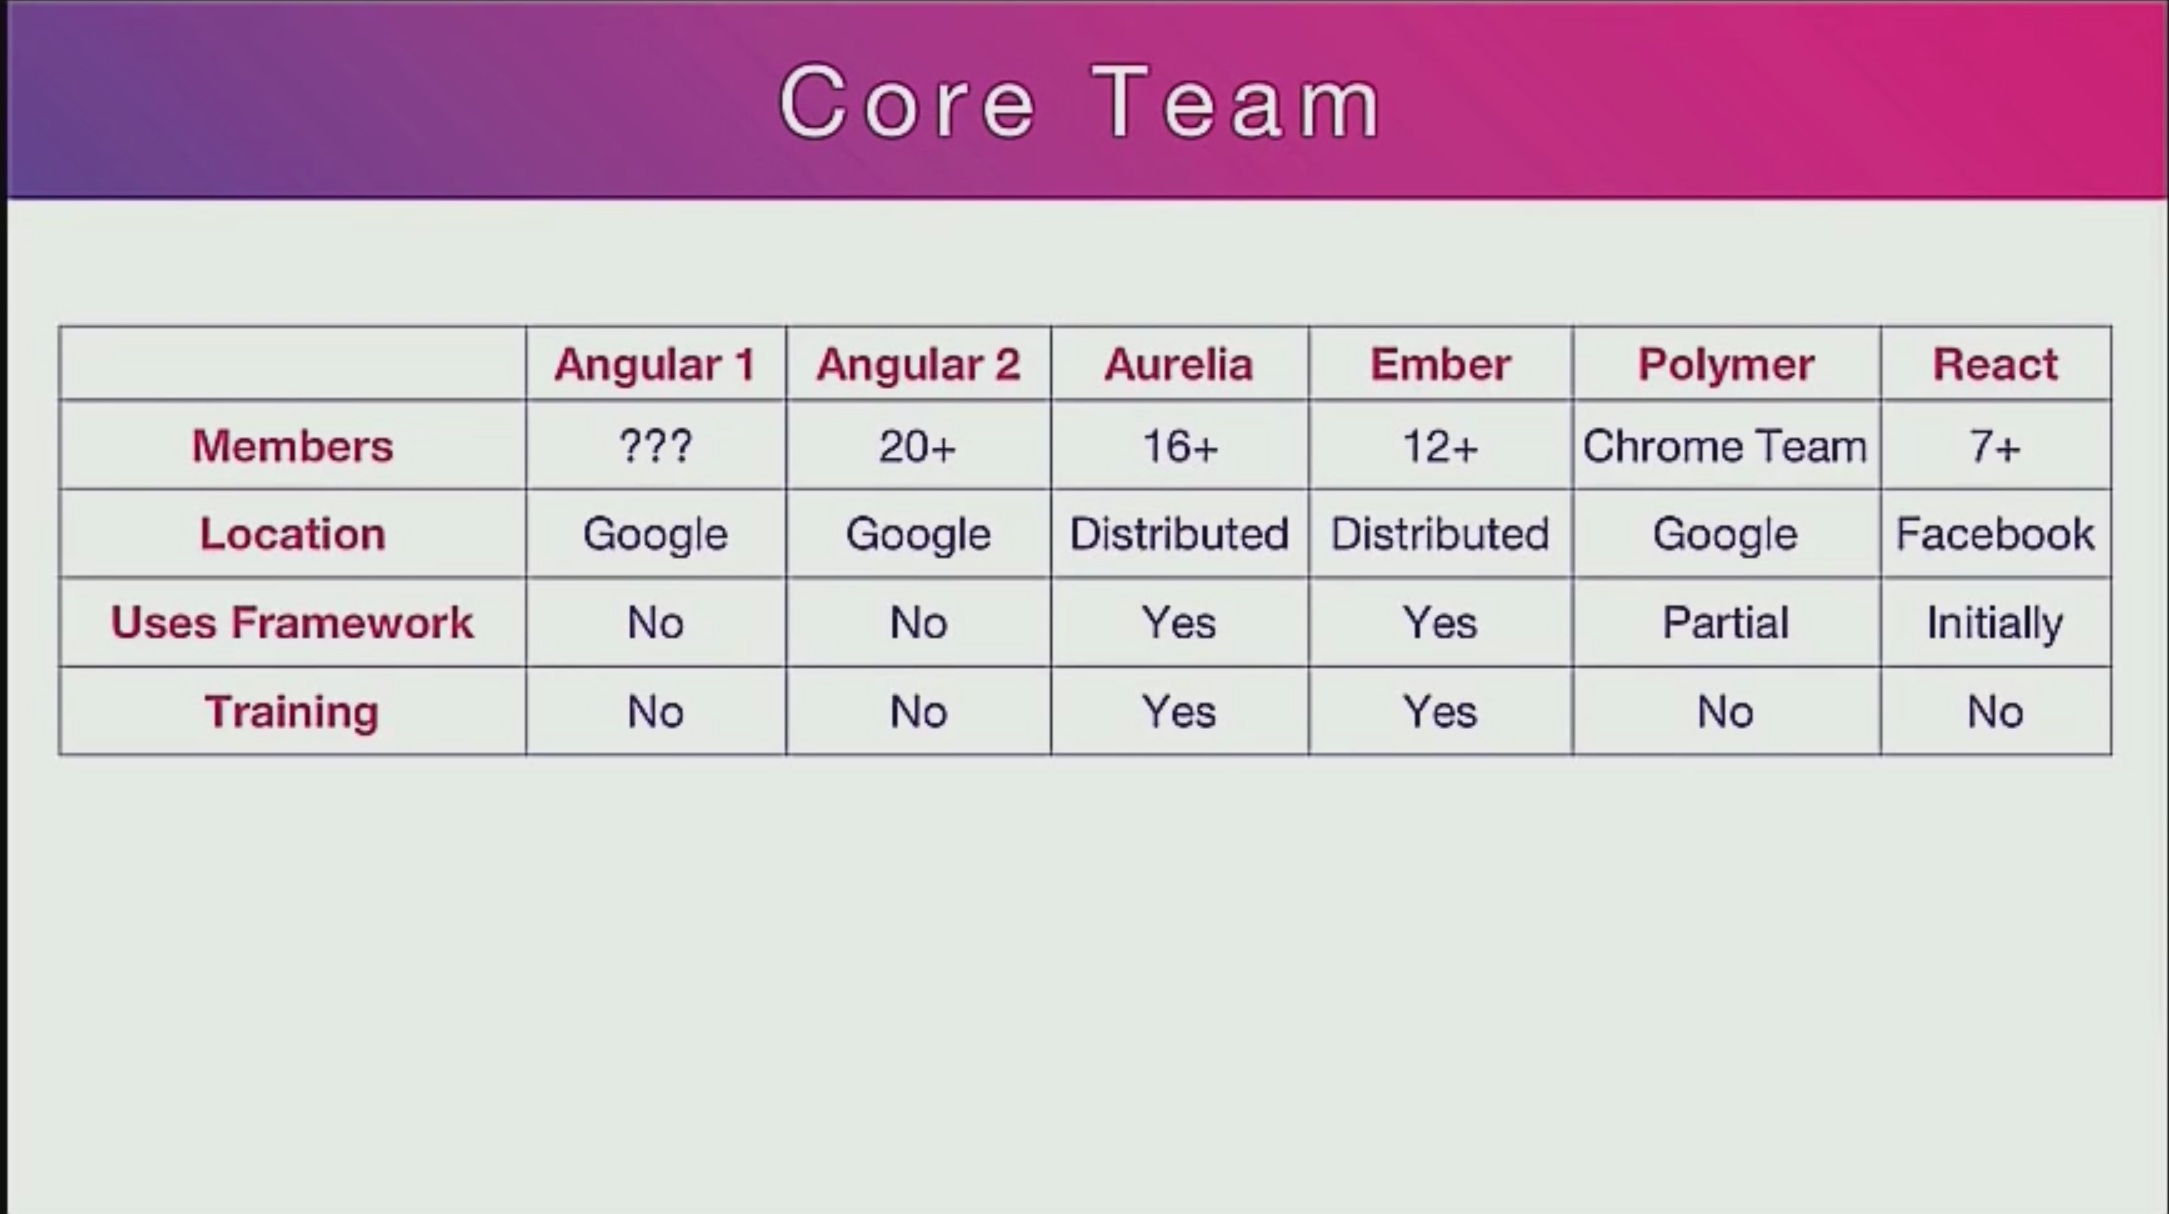 Core Team
Angular 1 Angular 2 Aurelia Ember Polymer React
Members ??? 20+ 16+ 12+ Chrome Team 7+
Location Google Google Distributed Distributed Google Facebook
Uses Framework No No Yes Yes Partial Initially
Training No No Yes Yes No No